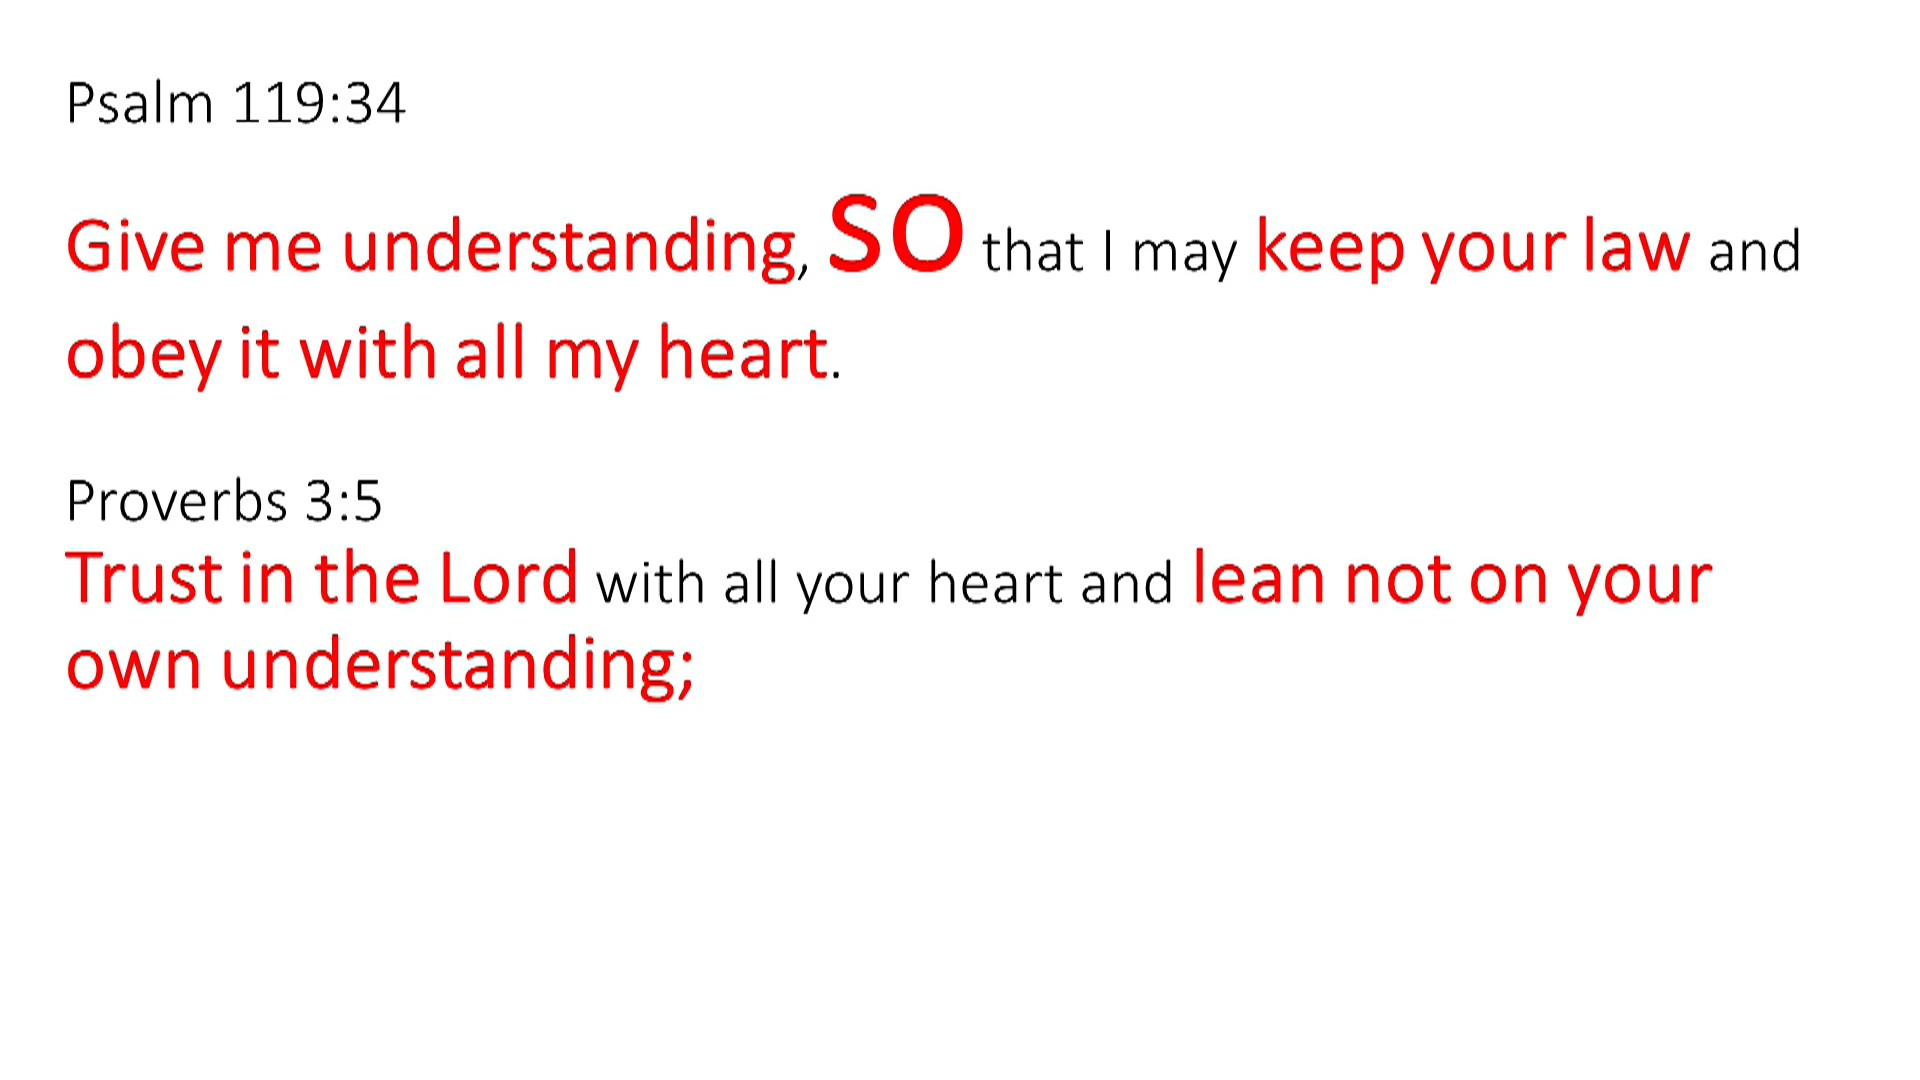 Psalm 119:34
Give me understanding, so that I may keep your law and
obey it with all my heart.
Proverbs 3:5
Trust in the Lord with all your heart and lean not on your
own understanding;